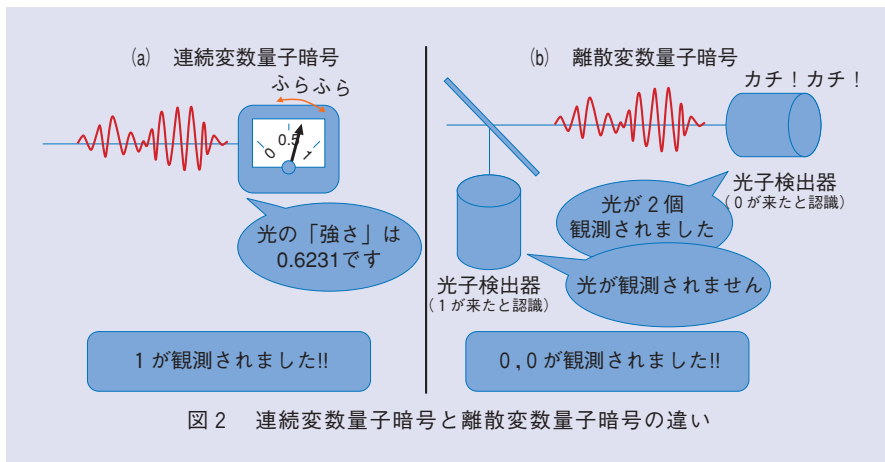 (a) 連続変数量子暗号
ふらふら
0
0.5
1
光の「強さ」は
0.6231です
1が観測されました!!
(b) 離散変数量子暗号
カチ！カチ！
光子検出器
（0が来たと認識）
光が2個
観測されました
光子検出器
（1が来たと認識）
光が観測されません
0,0が観測されました!!
図2 連続変数量子暗号と離散変数量子暗号の違い